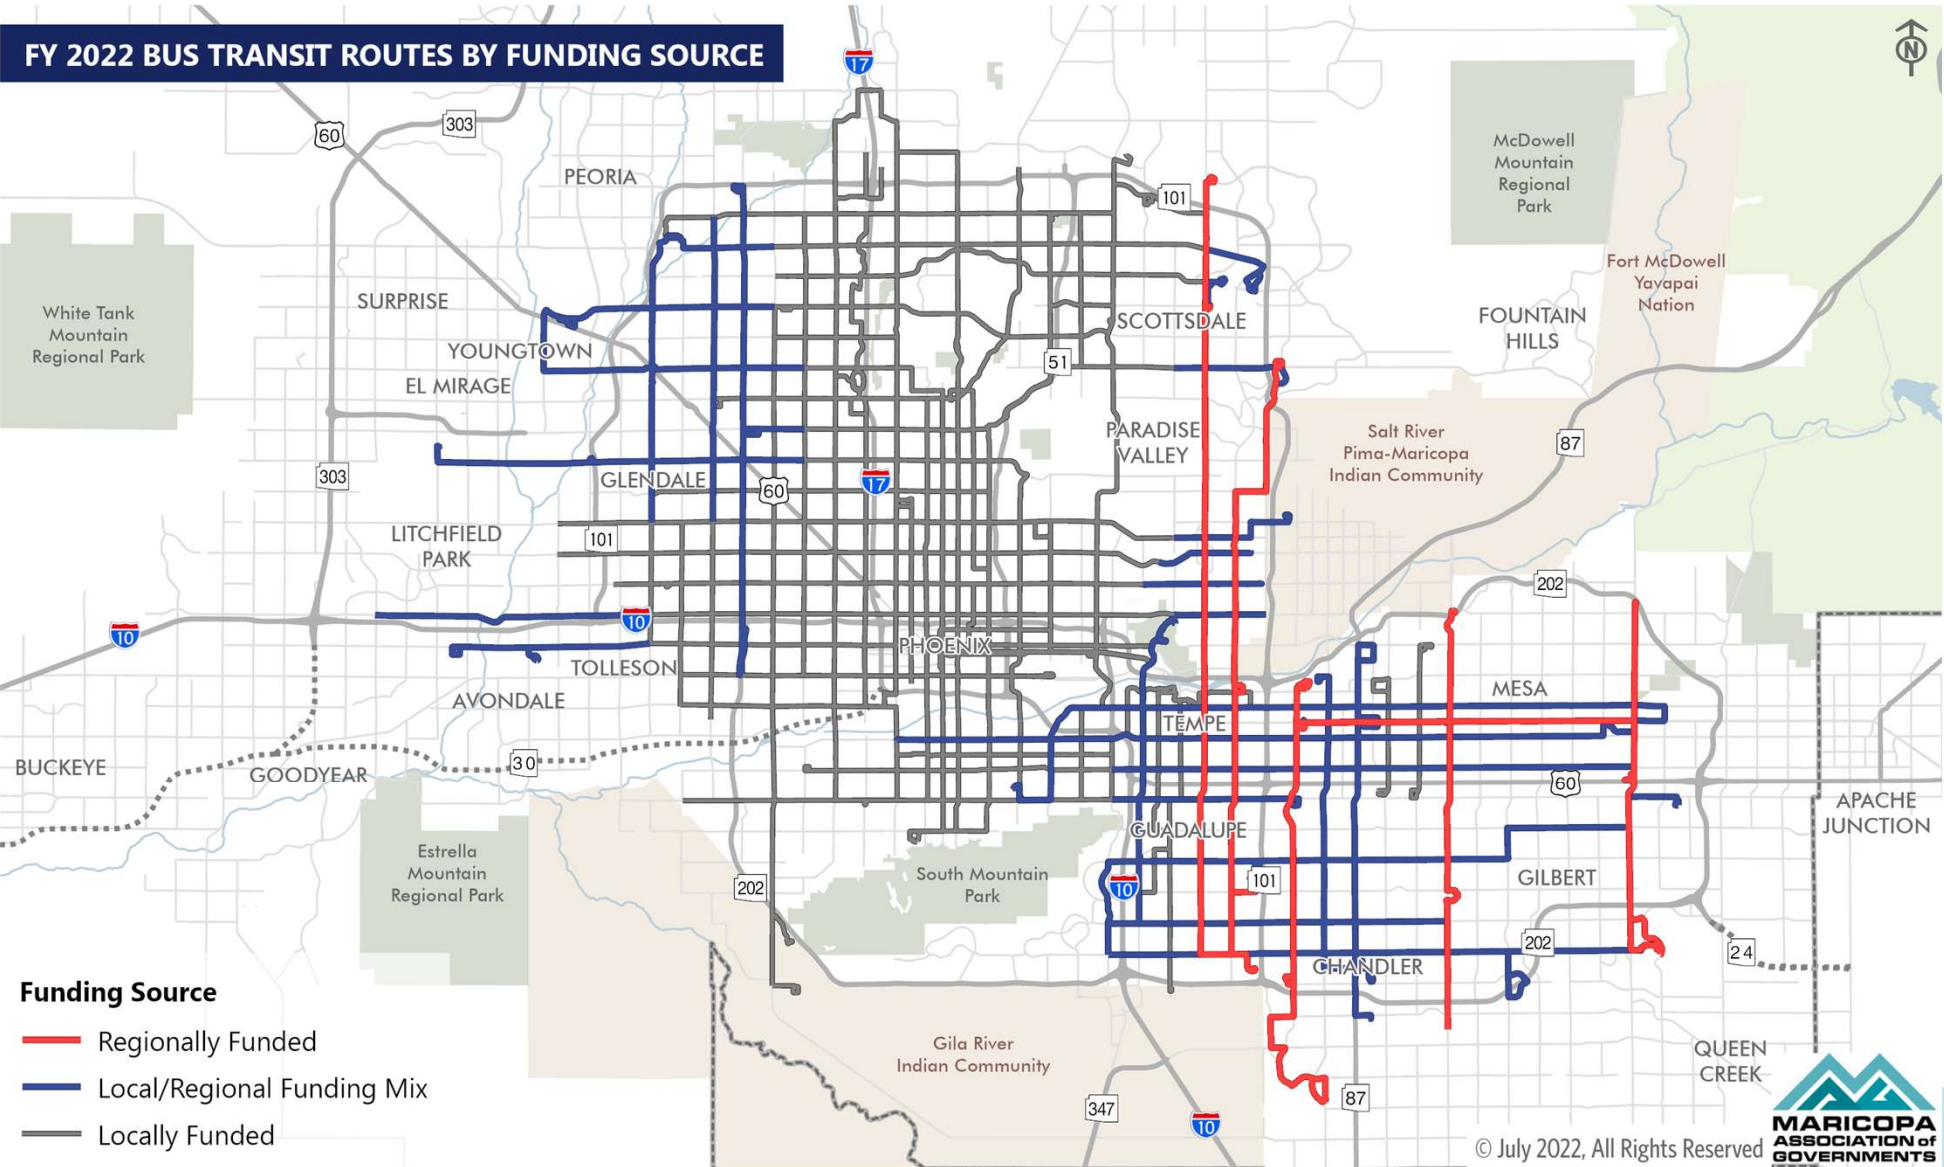 FY 2022 BUS TRANSIT ROUTES BY FUNDING SOURCE
17
N
60
303
PEORIA
101
McDowell
Mountain
Regional
Park
Fort McDowell
Yavapai
Nation
White Tank
Mountain
Regional Park
SURPRISE
SCOTTSDALE
FOUNTAIN
HILLS
YOUNGTOWN
51
EL MIRAGE
PARADISE
VALLEY
Salt River
Pima-Maricopa
Indian Community
87
303
GLENDALE
60
17
LITCHFIELD
PARK
101
202
10
10
PHOENIX
TOLLESON
AVONDALE
MESA
TEMPE
BUCKEYE
GOODYEAR
30
60
APACHE
JUNCTION
GUADALUPE
Estrella
Mountain
Regional Park
202
South Mountain
Park
10
101
GILBERT
202
24
CHANDLER
Funding Source
Regionally Funded
Local/Regional Funding Mix
Locally Funded
Gila River
Indian Community
QUEEN
CREEK
347
10
87
© July 2022, All Rights Reserved
MARICOPA
ASSOCIATION of
GOVERNMENTS